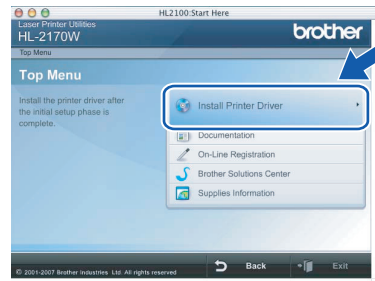 HL2100:Start Here
Laser Printer Utilities
HL-2170W
brother
Top Menu
Top Menu
Install the printer driver after
the initial setup phase is
complete.
Install Printer Driver
Documentation
On-Line Registration
Brother Solutions Center
Supplies Information
Back
Exit
© 2001-2007 Brother Industries Ltd. All rights reserved